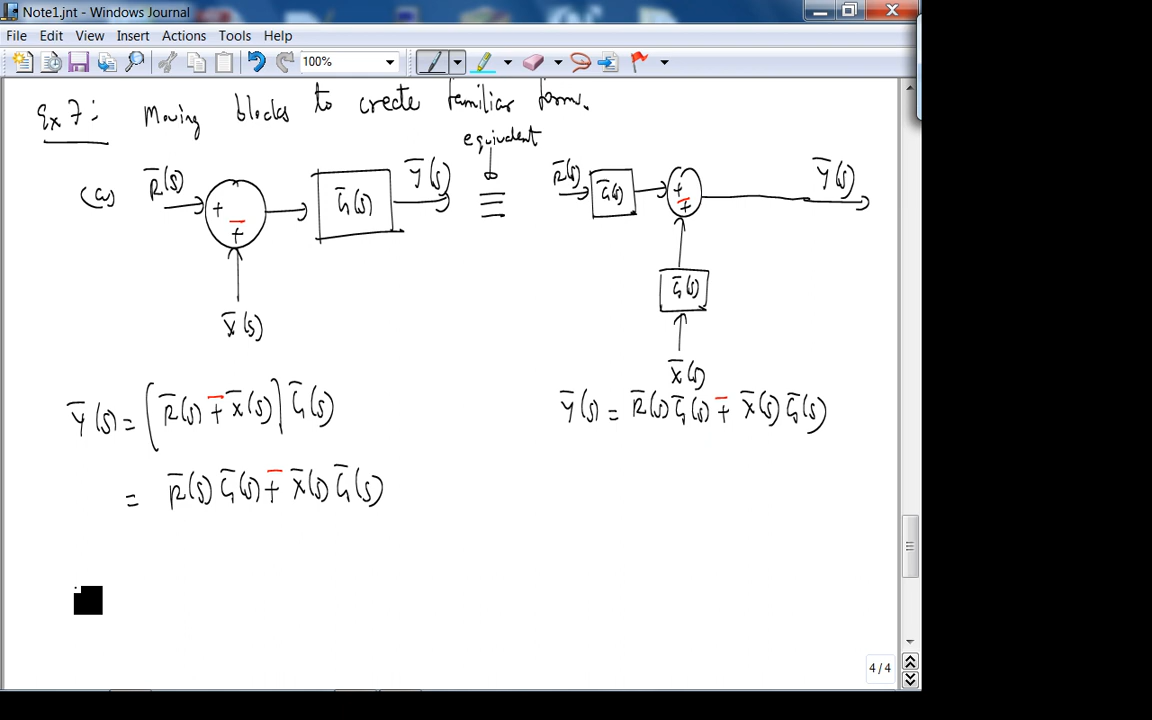 Note1.jnt - Windows Journal
File Edit View Insert Actions Tools Help
100%
Ex 7: Moving blocks to create familiar forms.
equivalent
(a) R̄(s) + ∓ Ḡ(s) Ȳ(s) ≡ R̄(s) Ḡ(s) + ∓ Ȳ(s)
Ḡ(s)
X̄(s)
X̄(s)
Ȳ(s) = (R̄(s) ∓ X̄(s)) Ḡ(s)
Ȳ(s) = R̄(s) Ḡ(s) ∓ X̄(s) Ḡ(s)
= R̄(s) Ḡ(s) ∓ X̄(s) Ḡ(s)
4 / 4